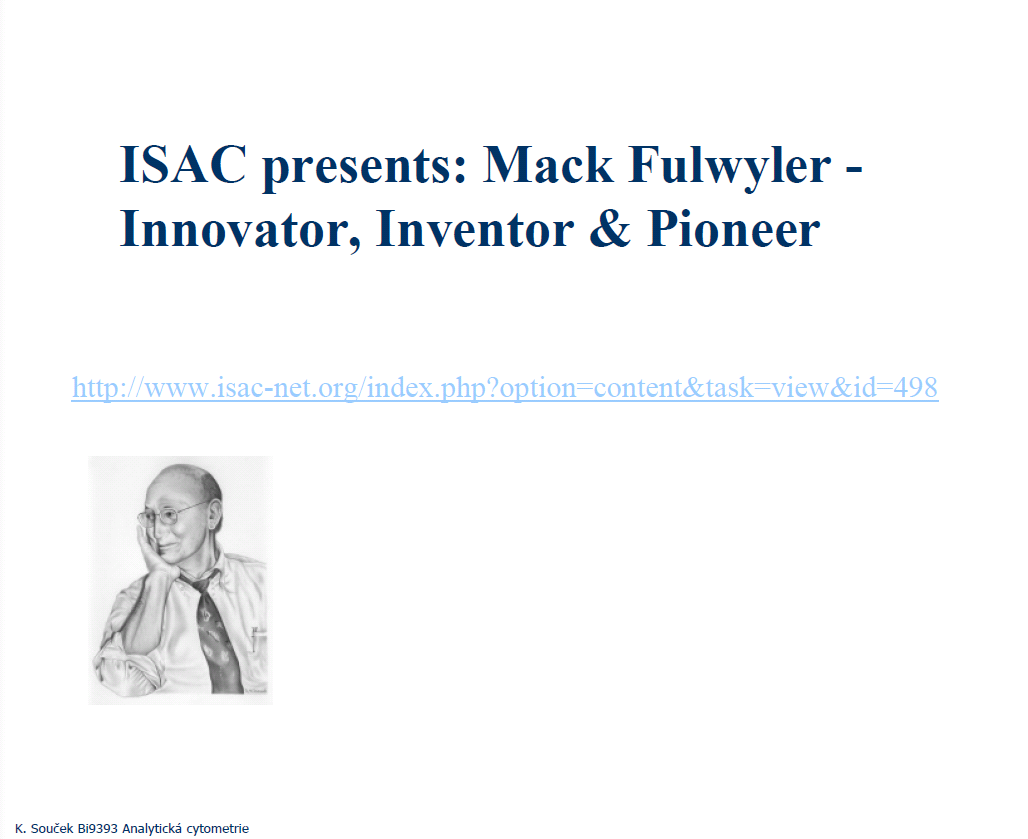 ISAC presents: Mack Fulwyler -
Innovator, Inventor & Pioneer
http://www.isac-net.org/index.php?option=content&task=view&id=498
K. Souček Bi9393 Analytická cytometrie